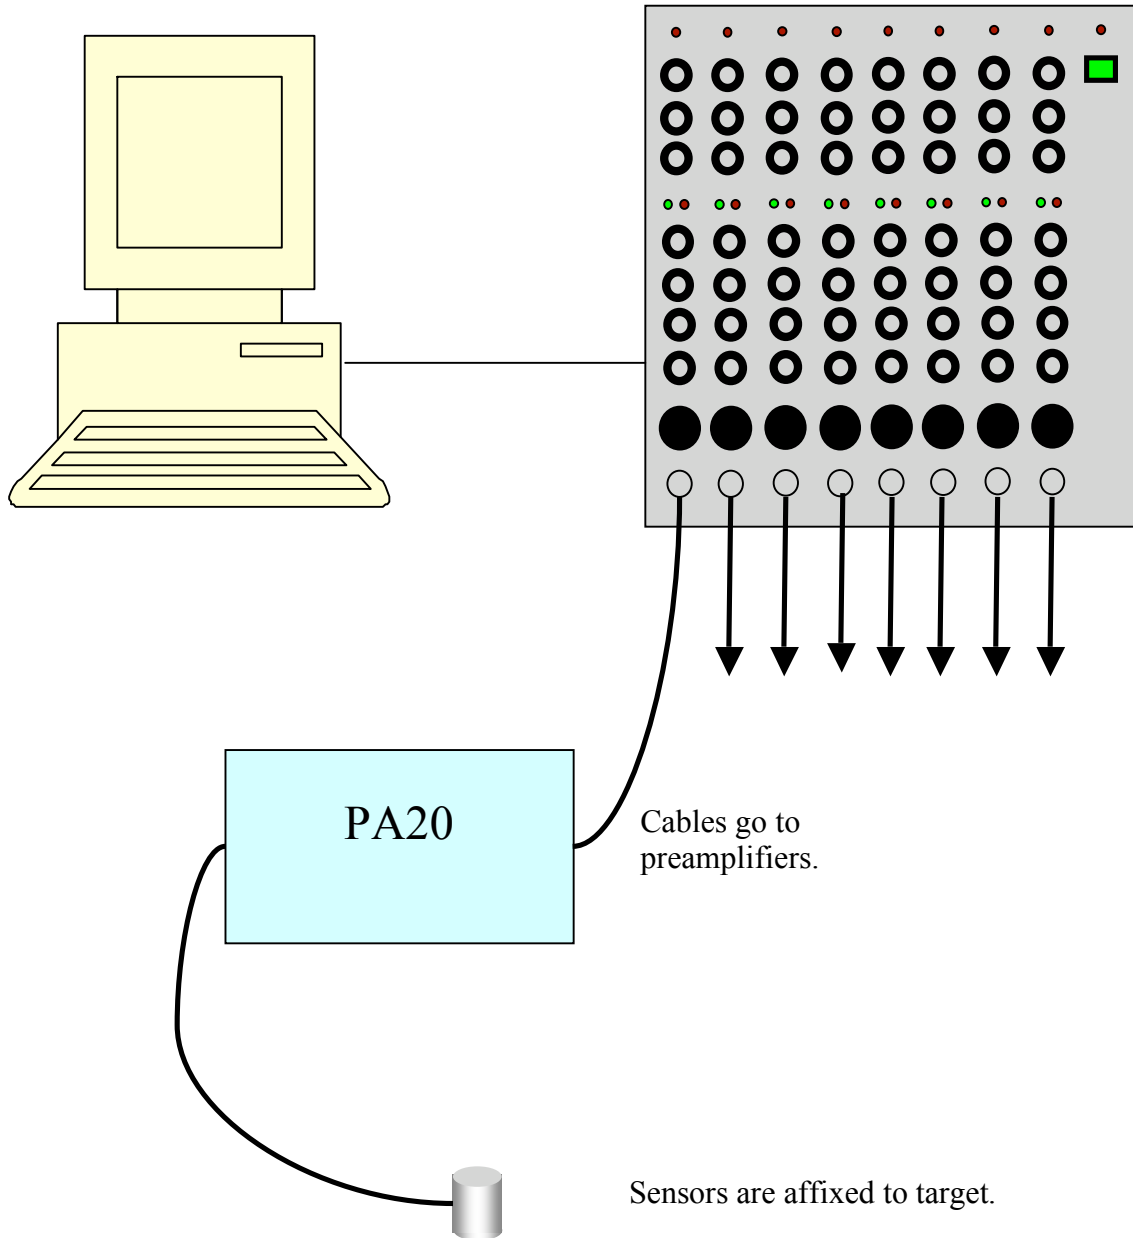 PA20
Cables go to
preamplifiers.
Sensors are affixed to target.